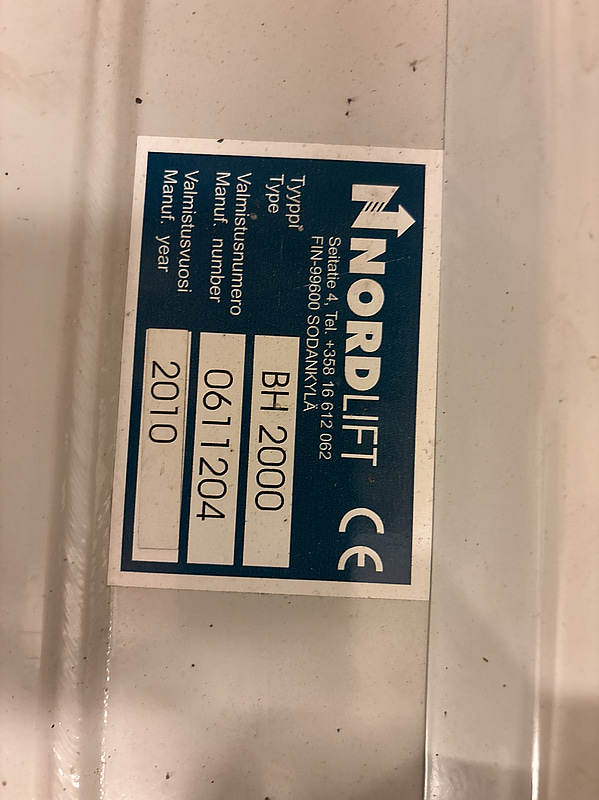 NORDLIFT CE
Seitatie 4, Tel. +358 16 612 062
FIN-99600 SODANKYLÄ
Tyyppi
Type BH 2000
Valmistusnumero
Manuf. number 0611204
Valmistusvuosi
Manuf. year 2010